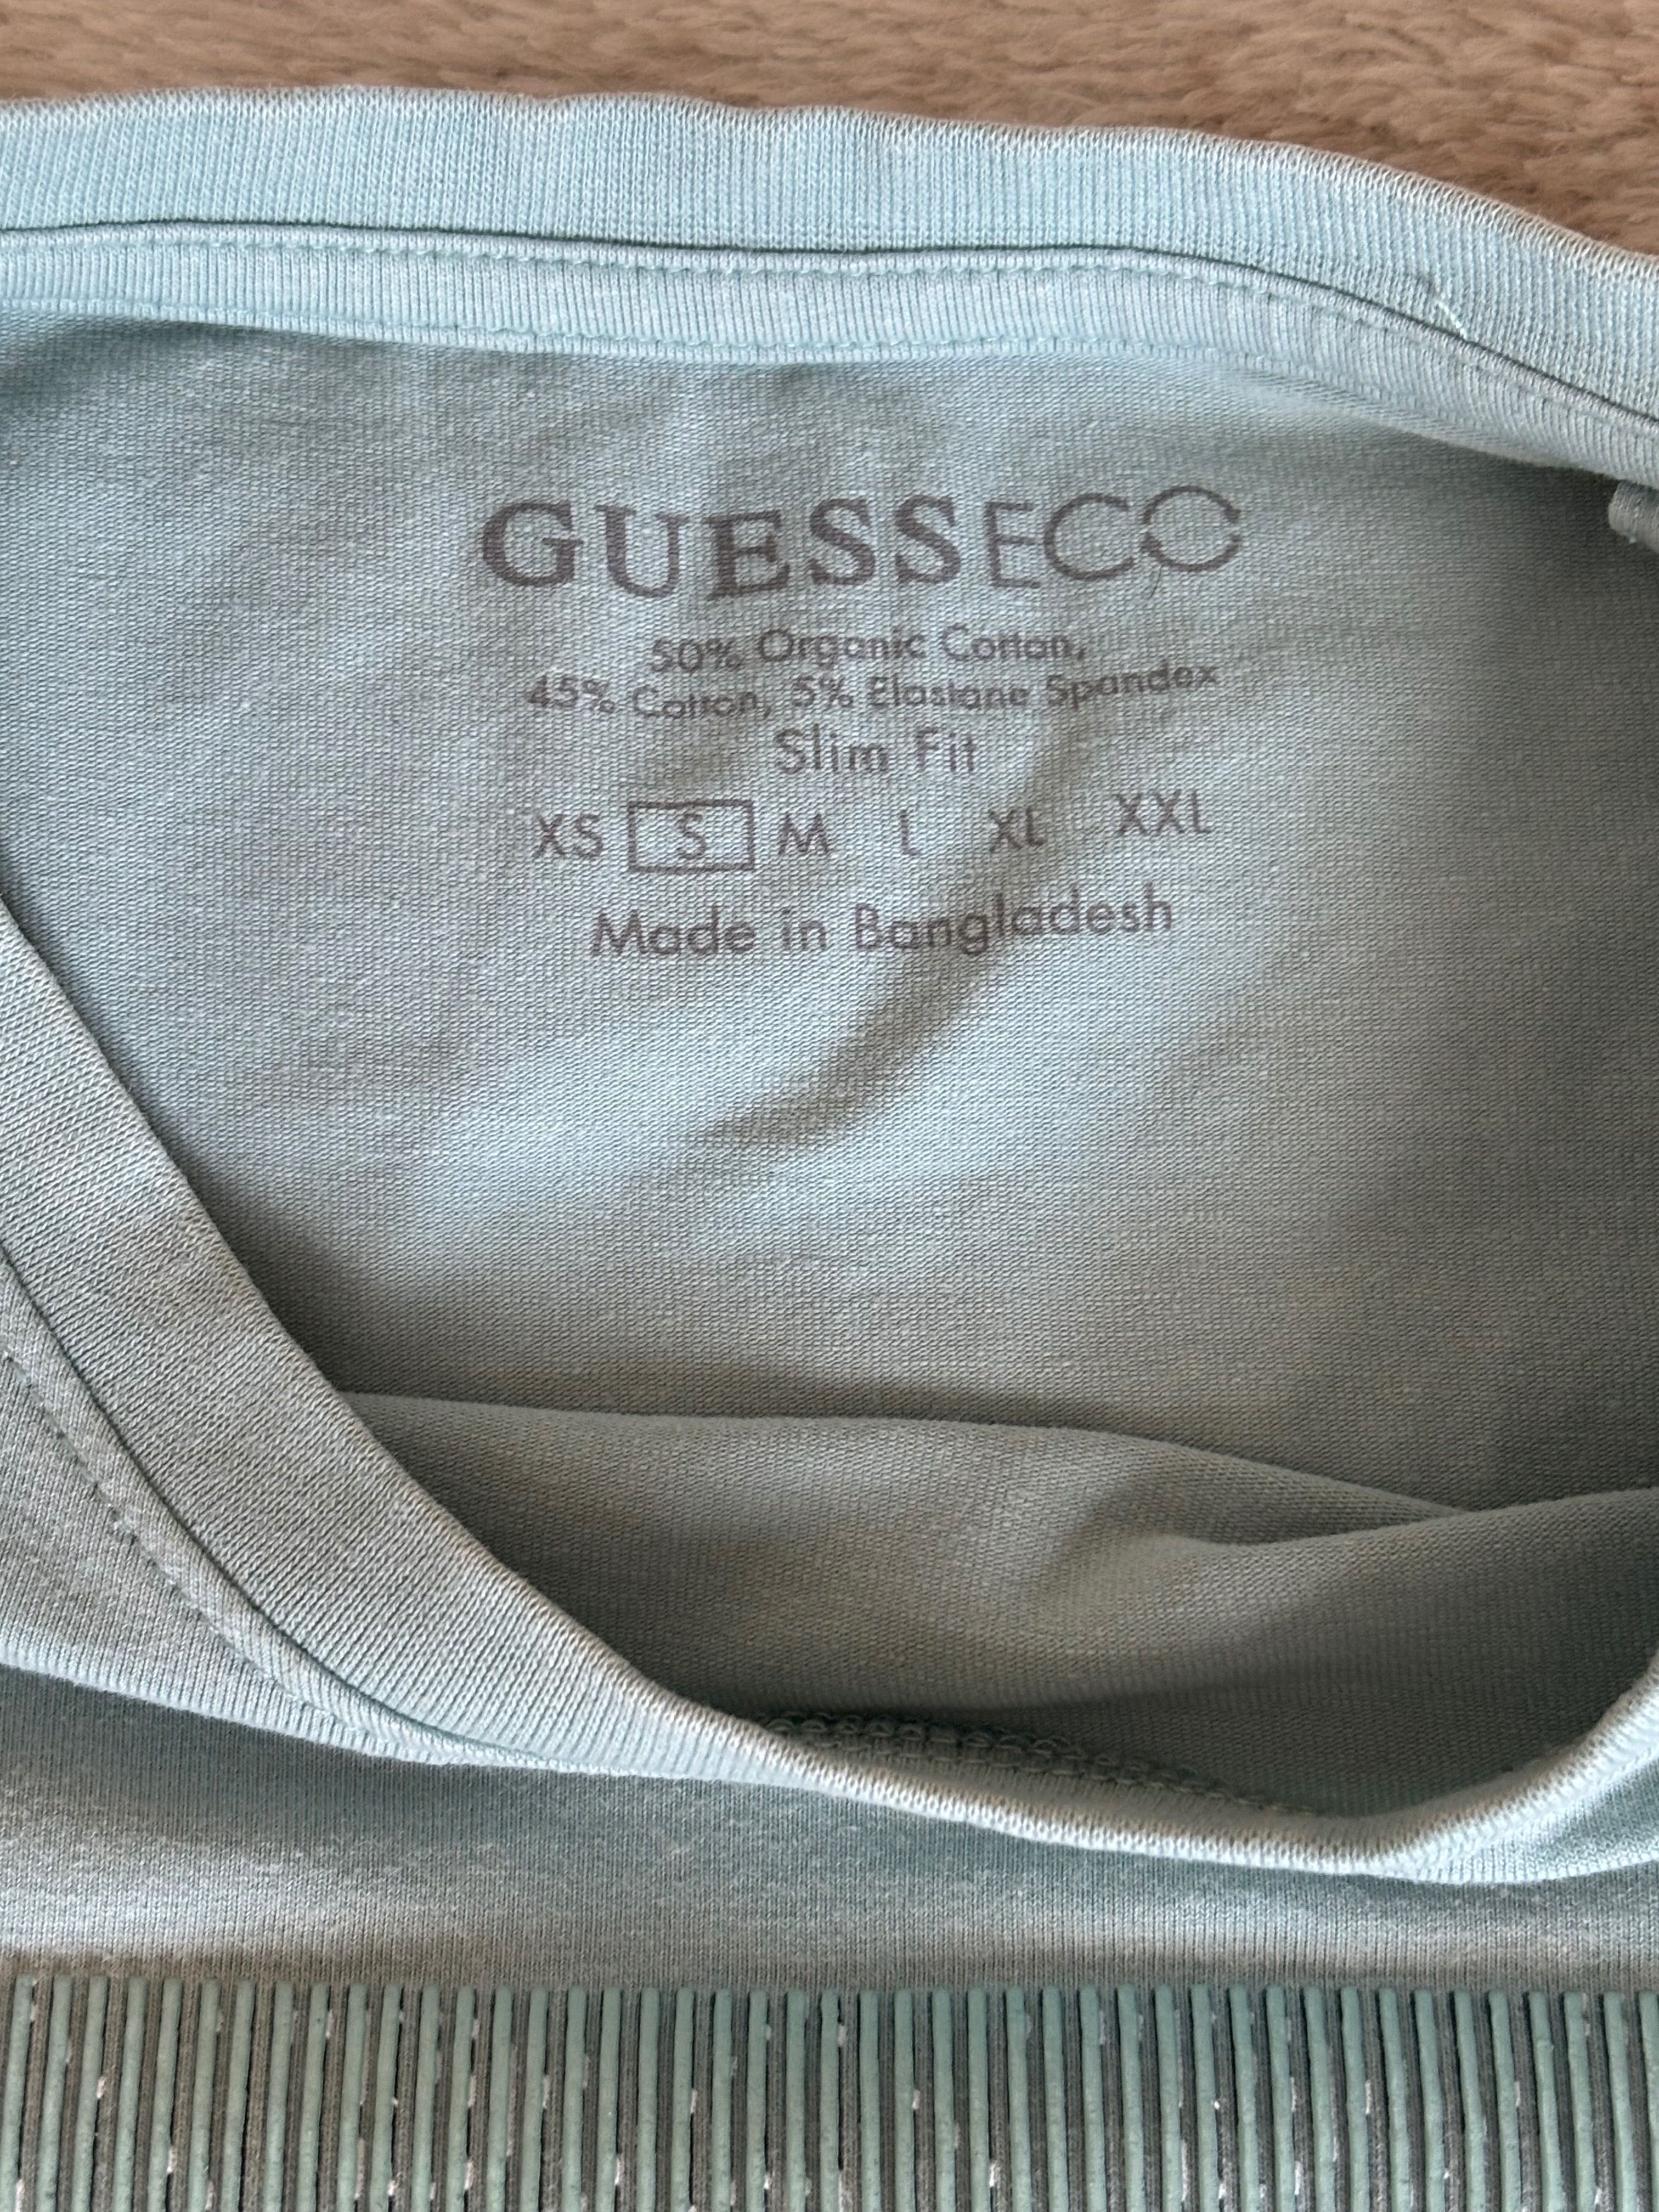 GUESSECO
50% Organic Cotton,
45% Cotton, 5% Elastane Spandex
Slim Fit
XS S M L XL XXL
Made in Bangladesh